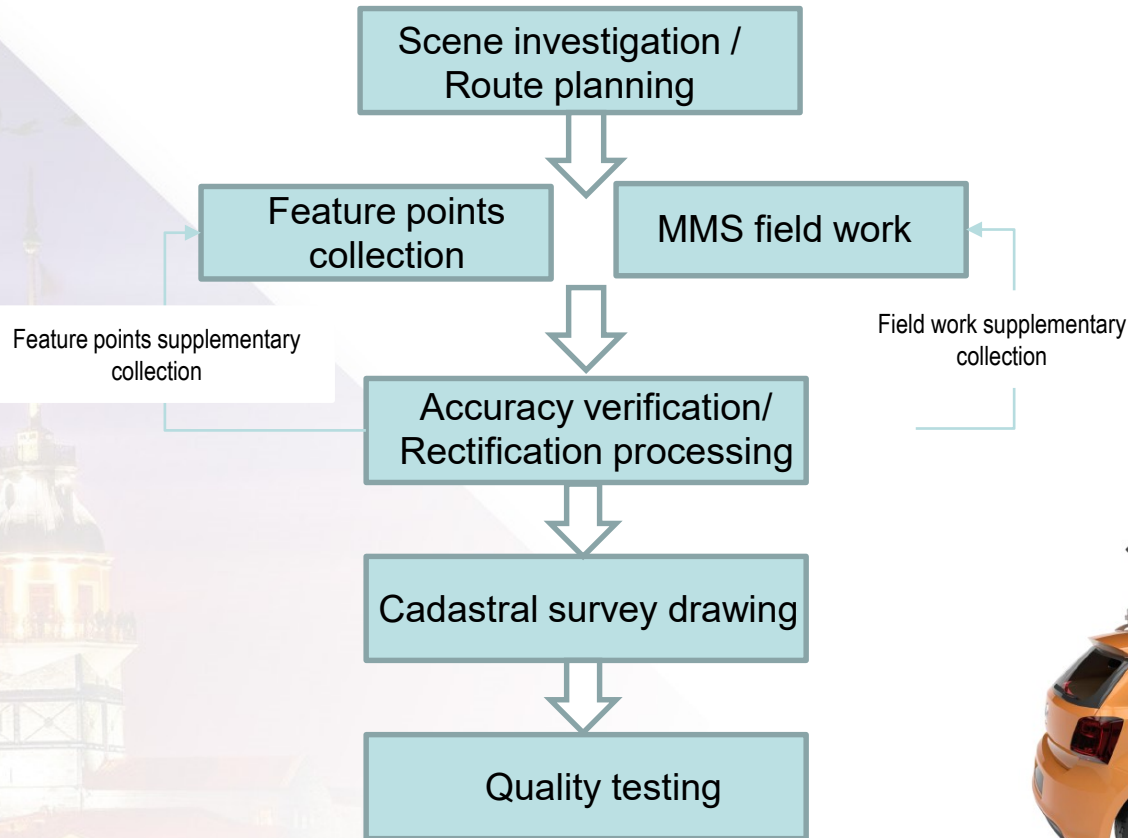 Scene investigation /
Route planning
Feature points
collection
MMS field work
Feature points supplementary
collection
Field work supplementary
collection
Accuracy verification/
Rectification processing
Cadastral survey drawing
Quality testing